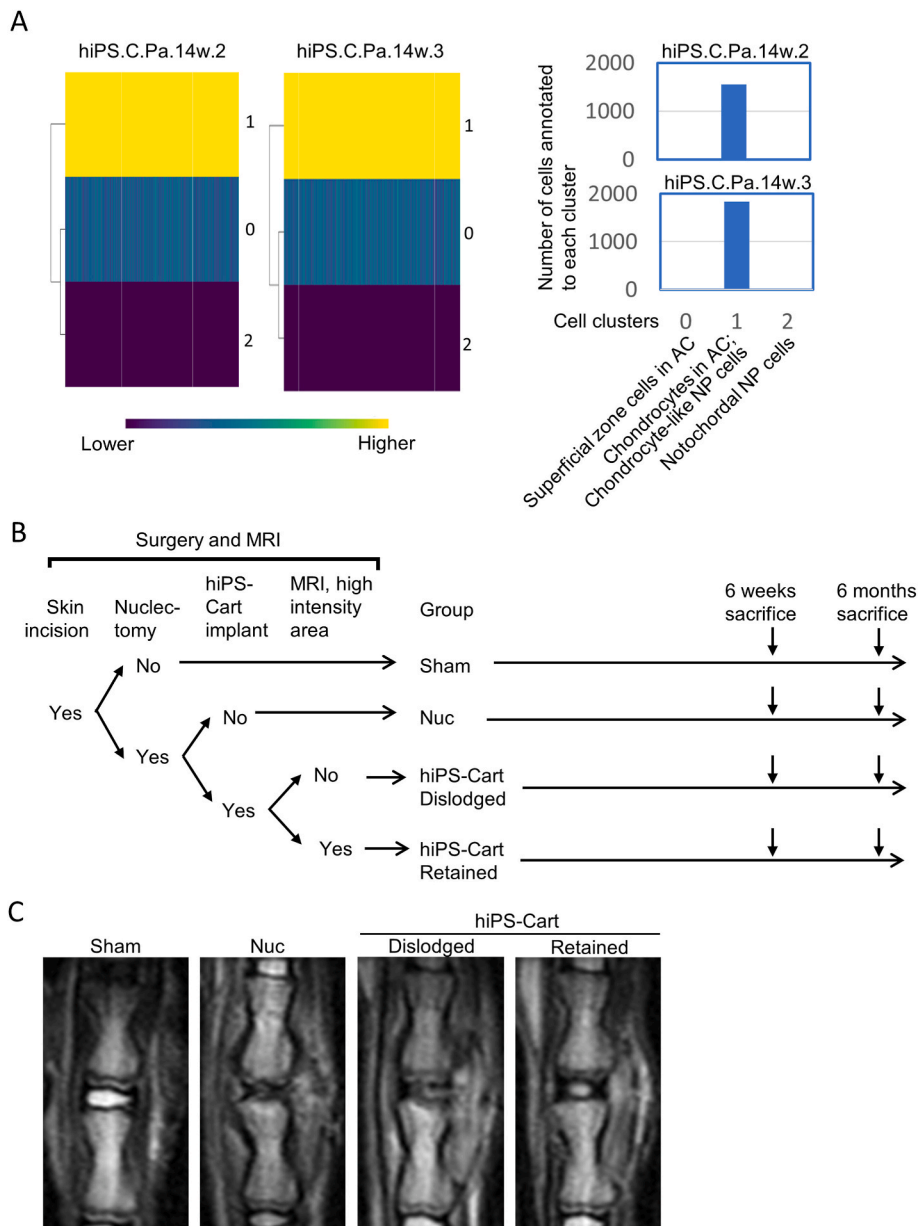 A
hiPS.C.Pa.14w.2
1
0
2
hiPS.C.Pa.14w.3
1
0
2
Lower
Higher
Number of cells annotated
to each cluster
hiPS.C.Pa.14w.2
2000
1000
0
hiPS.C.Pa.14w.3
2000
1000
0
Cell clusters 0 1 2
Superficial zone cells in AC
Chondrocytes in AC;
Chondrocyte-like NP cells
Notochordal NP cells
B
Surgery and MRI
Skin
incision
Nuclec-
tomy
hiPS-
Cart
implant
MRI, high
intensity
area
Group
6 weeks
sacrifice
6 months
sacrifice
No
Sham
Yes
No
Nuc
Yes
No
hiPS-Cart
Dislodged
Yes
Yes
hiPS-Cart
Retained
C
hiPS-Cart
Sham
Nuc
Dislodged
Retained